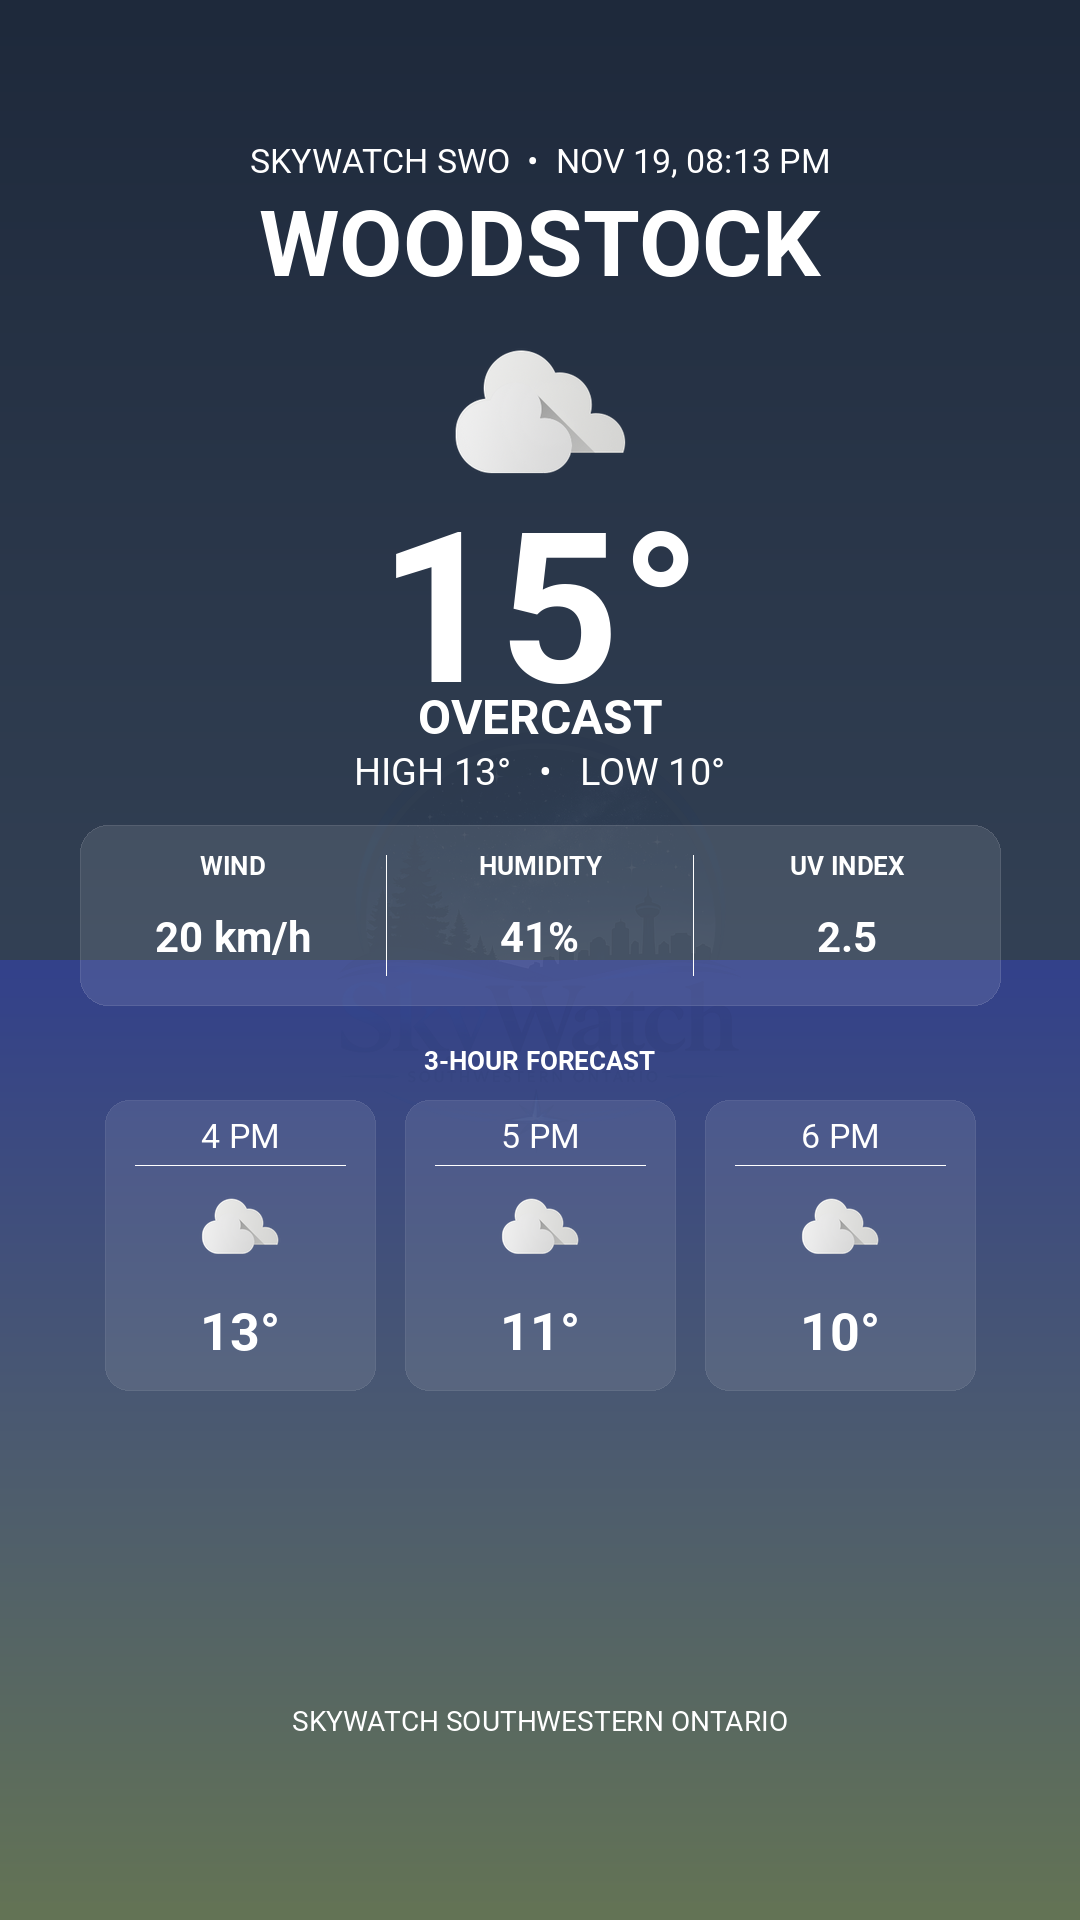 SKYWATCH SWO • NOV 19, 08:13 PM
WOODSTOCK
15°
OVERCAST
HIGH 13° • LOW 10°
WIND HUMIDITY UV INDEX
20 km/h 41% 2.5
SkyWatch
3-HOUR FORECAST
4 PM 5 PM 6 PM
13° 11° 10°
SKYWATCH SOUTHWESTERN ONTARIO